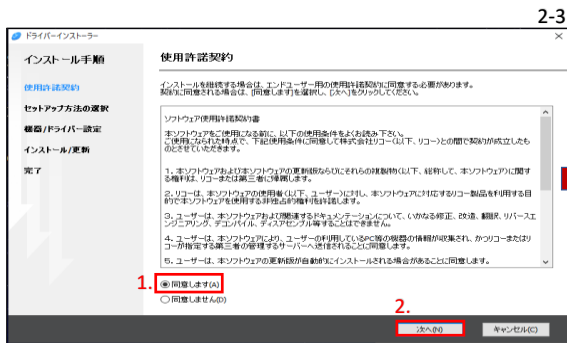 2-3
ドライバーインストーラー
インストール手順
使用許諾契約
使用許諾契約
セットアップ方法の選択
機器/ドライバー設定
インストール/更新
完了
インストールを継続する場合は、エンドユーザー用の使用許諾契約に同意する必要があります。
契約に同意される場合は、[同意します]を選択し、[次へ]をクリックしてください。
ソフトウェア使用許諾契約書
本ソフトウェアをご使用になる前に、以下の使用条件をよくお読み下さい。
ご使用になられた時点で、下記使用条件に同意して株式会社リコー(以下、リコー)との間で契約が成立したも
のとさせていただきます。
1. 本ソフトウェアおよび本ソフトウェアの更新版ならびにそれらの複製物(以下、総称して、本ソフトウェア)に関す
る権利は、リコーまたは第三者に帰属します。
2. リコーは、本ソフトウェアの使用者(以下、ユーザー)に対し、本ソフトウェアに対応するリコー製品を利用する目
的で本ソフトウェアを使用する非独占的権利を許諾します。
3. ユーザーは、本ソフトウェアおよび関連するドキュメンテーションについて、いかなる修正、改造、翻訳、リバースエ
ンジニアリング、デコンパイル、ディスアセンブル等することはできません。
4. ユーザーは、本ソフトウェアにより、ユーザーの利用しているPC等の機器の情報が収集され、かつリコーまたはリ
コーが指定する第三者の管理するサーバーへ送信されることに同意します。
5. ユーザーは、本ソフトウェアの更新版が自動的にインストールされる場合があることに同意します。
1.
同意します(A)
同意しません(D)
2.
次へ(N)
キャンセル(C)